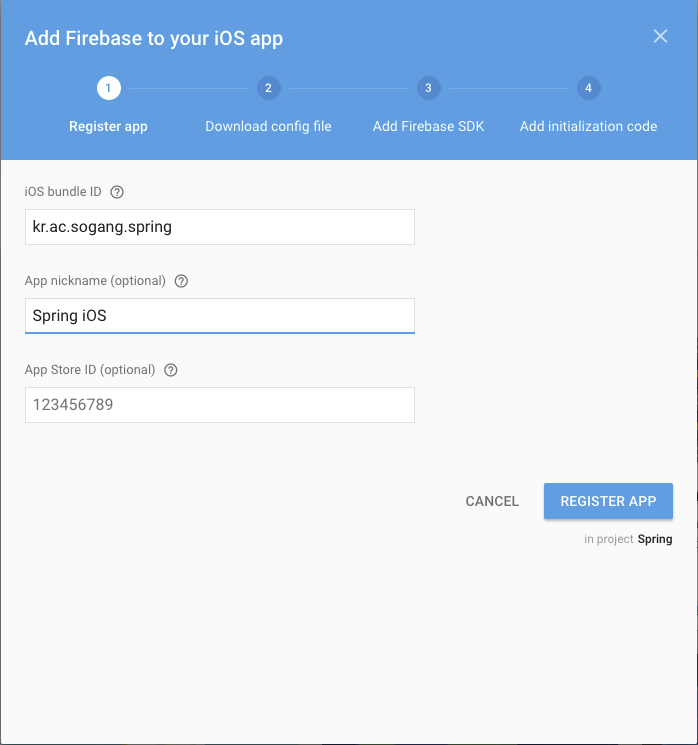 Add Firebase to your iOS app
1 2 3 4
Register app Download config file Add Firebase SDK Add initialization code
iOS bundle ID ?
kr.ac.sogang.spring
App nickname (optional) ?
Spring iOS
App Store ID (optional) ?
123456789
CANCEL REGISTER APP
in project Spring